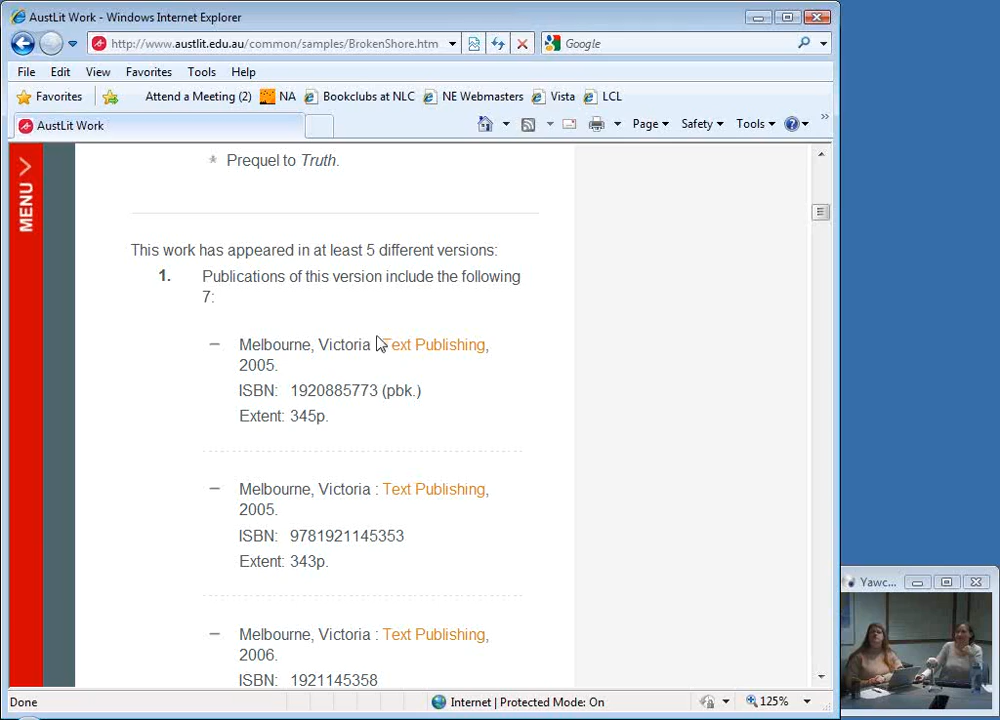 AustLit Work - Windows Internet Explorer
http://www.austlit.edu.au/common/samples/BrokenShore.htm
Google
File Edit View Favorites Tools Help
Favorites Attend a Meeting (2) NA Bookclubs at NLC NE Webmasters Vista LCL
AustLit Work
Page Safety Tools
MENU
* Prequel to Truth.
This work has appeared in at least 5 different versions:
1. Publications of this version include the following
7:
– Melbourne, Victoria Text Publishing,
2005.
ISBN: 1920885773 (pbk.)
Extent: 345p.
– Melbourne, Victoria : Text Publishing,
2005.
ISBN: 9781921145353
Extent: 343p.
– Melbourne, Victoria : Text Publishing,
2006.
ISBN: 1921145358
Yawc...
Done Internet | Protected Mode: On 125%